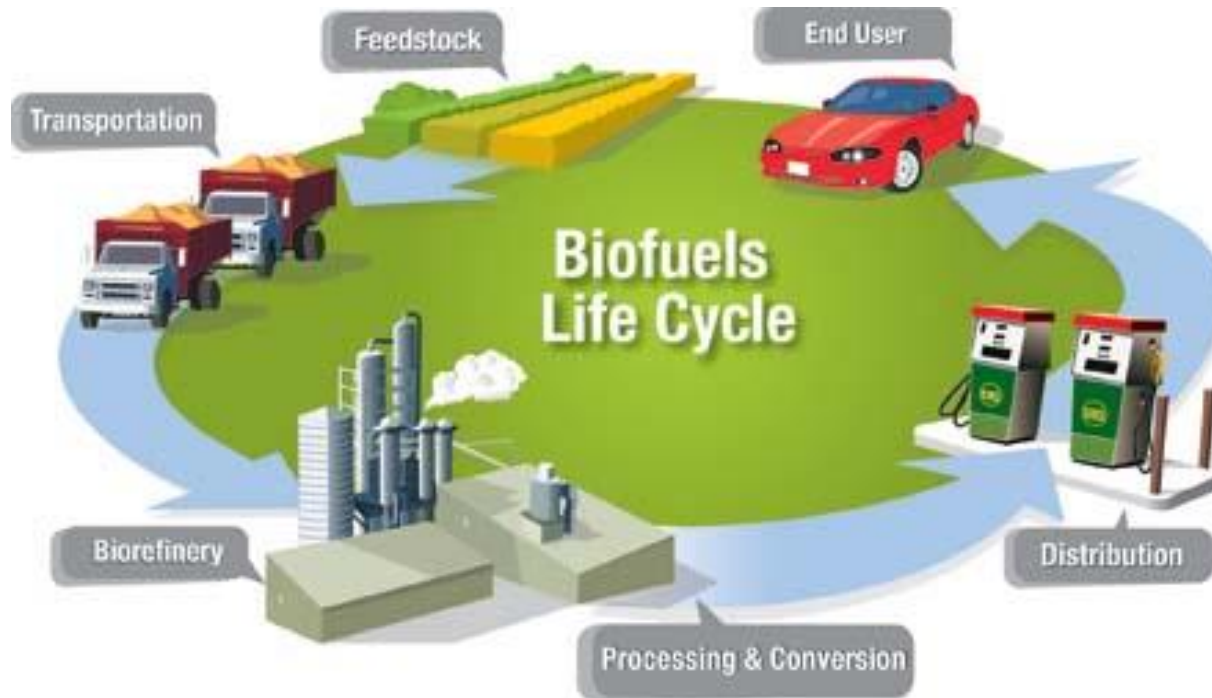 Feedstock
End User
Transportation
Biofuels
Life Cycle
Biorefinery
Distribution
Processing & Conversion